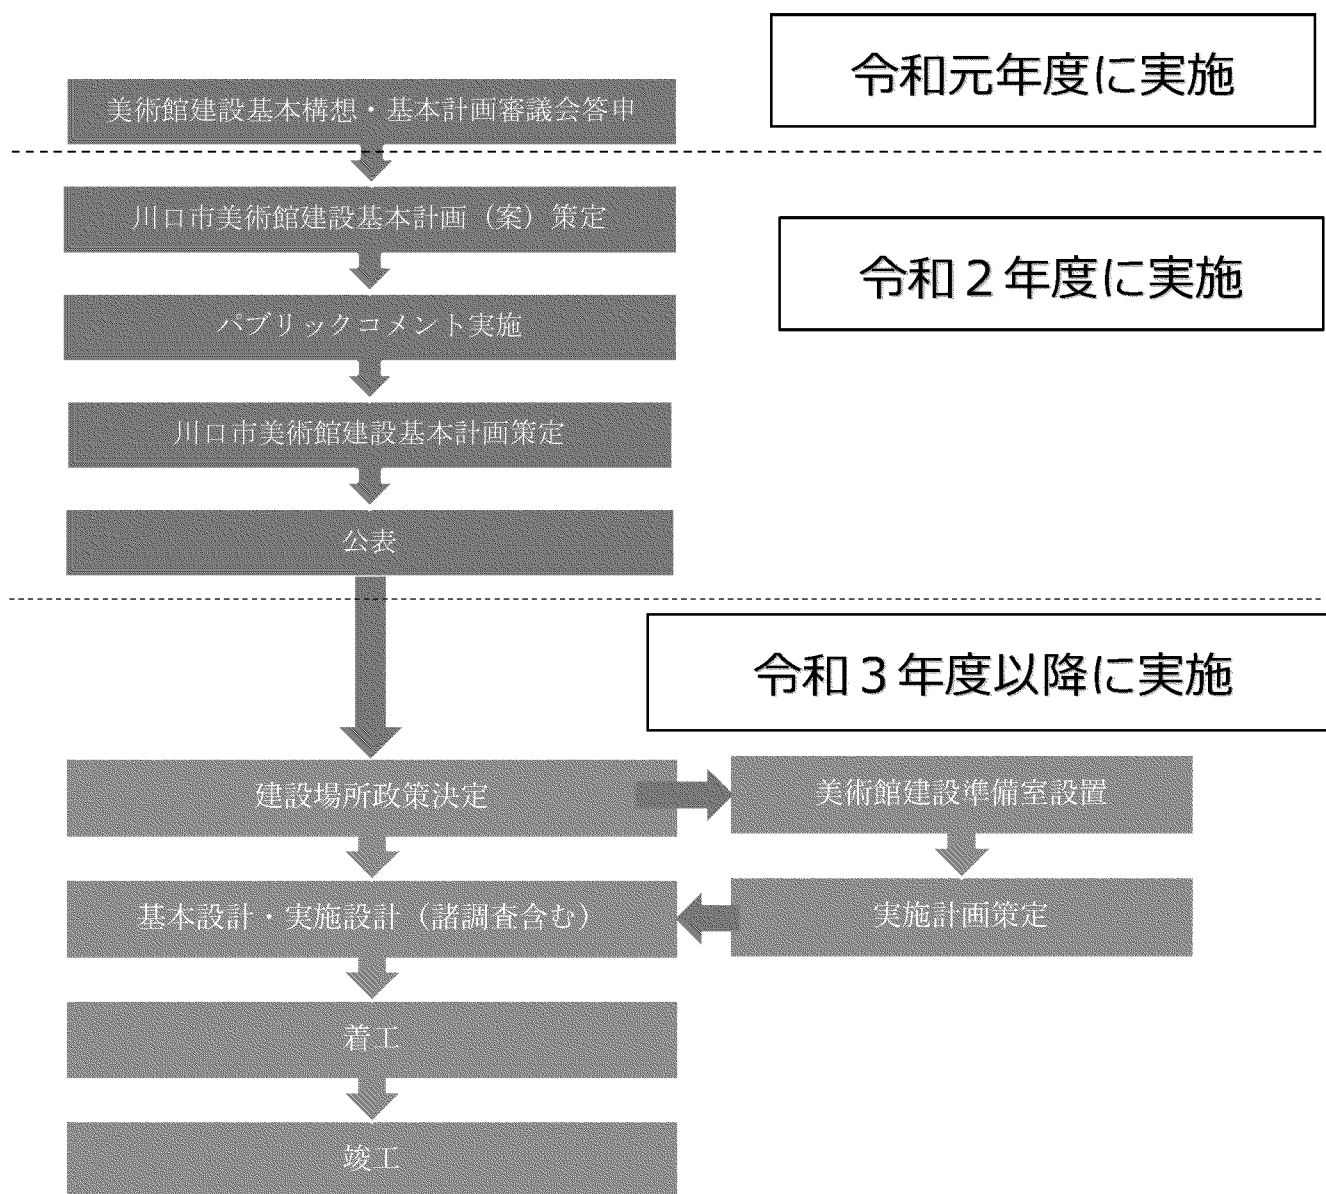 令和元年度に実施
美術館建設基本構想・基本計画審議会答申
川口市美術館建設基本計画（案）策定
令和２年度に実施
パブリックコメント実施
川口市美術館建設基本計画策定
公表
令和３年度以降に実施
建設場所政策決定
美術館建設準備室設置
基本設計・実施設計（諸調査含む）
実施計画策定
着工
竣工